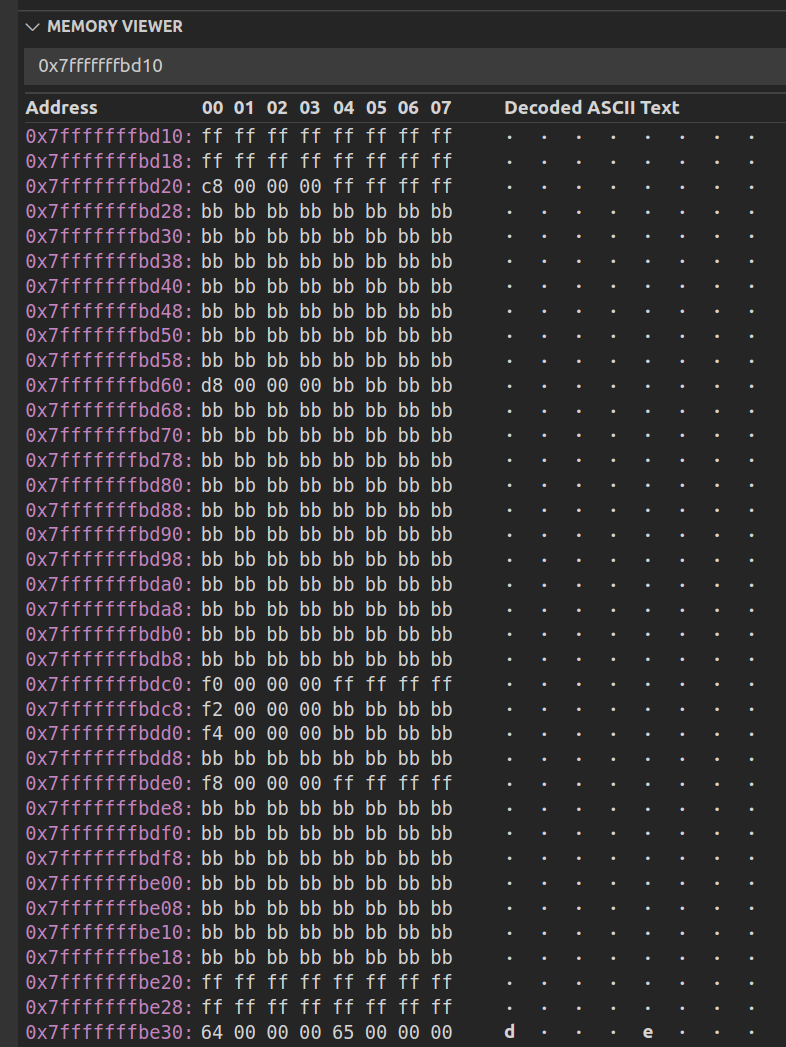 MEMORY VIEWER
0x7fffffffbd10
Address 00 01 02 03 04 05 06 07 Decoded ASCII Text
0x7fffffffbd10: ff ff ff ff ff ff ff ff . . . . . . . .
0x7fffffffbd18: ff ff ff ff ff ff ff ff . . . . . . . .
0x7fffffffbd20: c8 00 00 00 ff ff ff ff . . . . . . . .
0x7fffffffbd28: bb bb bb bb bb bb bb bb . . . . . . . .
0x7fffffffbd30: bb bb bb bb bb bb bb bb . . . . . . . .
0x7fffffffbd38: bb bb bb bb bb bb bb bb . . . . . . . .
0x7fffffffbd40: bb bb bb bb bb bb bb bb . . . . . . . .
0x7fffffffbd48: bb bb bb bb bb bb bb bb . . . . . . . .
0x7fffffffbd50: bb bb bb bb bb bb bb bb . . . . . . . .
0x7fffffffbd58: bb bb bb bb bb bb bb bb . . . . . . . .
0x7fffffffbd60: d8 00 00 00 bb bb bb bb . . . . . . . .
0x7fffffffbd68: bb bb bb bb bb bb bb bb . . . . . . . .
0x7fffffffbd70: bb bb bb bb bb bb bb bb . . . . . . . .
0x7fffffffbd78: bb bb bb bb bb bb bb bb . . . . . . . .
0x7fffffffbd80: bb bb bb bb bb bb bb bb . . . . . . . .
0x7fffffffbd88: bb bb bb bb bb bb bb bb . . . . . . . .
0x7fffffffbd90: bb bb bb bb bb bb bb bb . . . . . . . .
0x7fffffffbd98: bb bb bb bb bb bb bb bb . . . . . . . .
0x7fffffffbda0: bb bb bb bb bb bb bb bb . . . . . . . .
0x7fffffffbda8: bb bb bb bb bb bb bb bb . . . . . . . .
0x7fffffffbdb0: bb bb bb bb bb bb bb bb . . . . . . . .
0x7fffffffbdb8: bb bb bb bb bb bb bb bb . . . . . . . .
0x7fffffffbdc0: f0 00 00 00 ff ff ff ff . . . . . . . .
0x7fffffffbdc8: f2 00 00 00 bb bb bb bb . . . . . . . .
0x7fffffffbdd0: f4 00 00 00 bb bb bb bb . . . . . . . .
0x7fffffffbdd8: bb bb bb bb bb bb bb bb . . . . . . . .
0x7fffffffbde0: f8 00 00 00 ff ff ff ff . . . . . . . .
0x7fffffffbde8: bb bb bb bb bb bb bb bb . . . . . . . .
0x7fffffffbdf0: bb bb bb bb bb bb bb bb . . . . . . . .
0x7fffffffbdf8: bb bb bb bb bb bb bb bb . . . . . . . .
0x7fffffffbe00: bb bb bb bb bb bb bb bb . . . . . . . .
0x7fffffffbe08: bb bb bb bb bb bb bb bb . . . . . . . .
0x7fffffffbe10: bb bb bb bb bb bb bb bb . . . . . . . .
0x7fffffffbe18: bb bb bb bb bb bb bb bb . . . . . . . .
0x7fffffffbe20: ff ff ff ff ff ff ff ff . . . . . . . .
0x7fffffffbe28: ff ff ff ff ff ff ff ff . . . . . . . .
0x7fffffffbe30: 64 00 00 00 65 00 00 00 d . . . e . . .